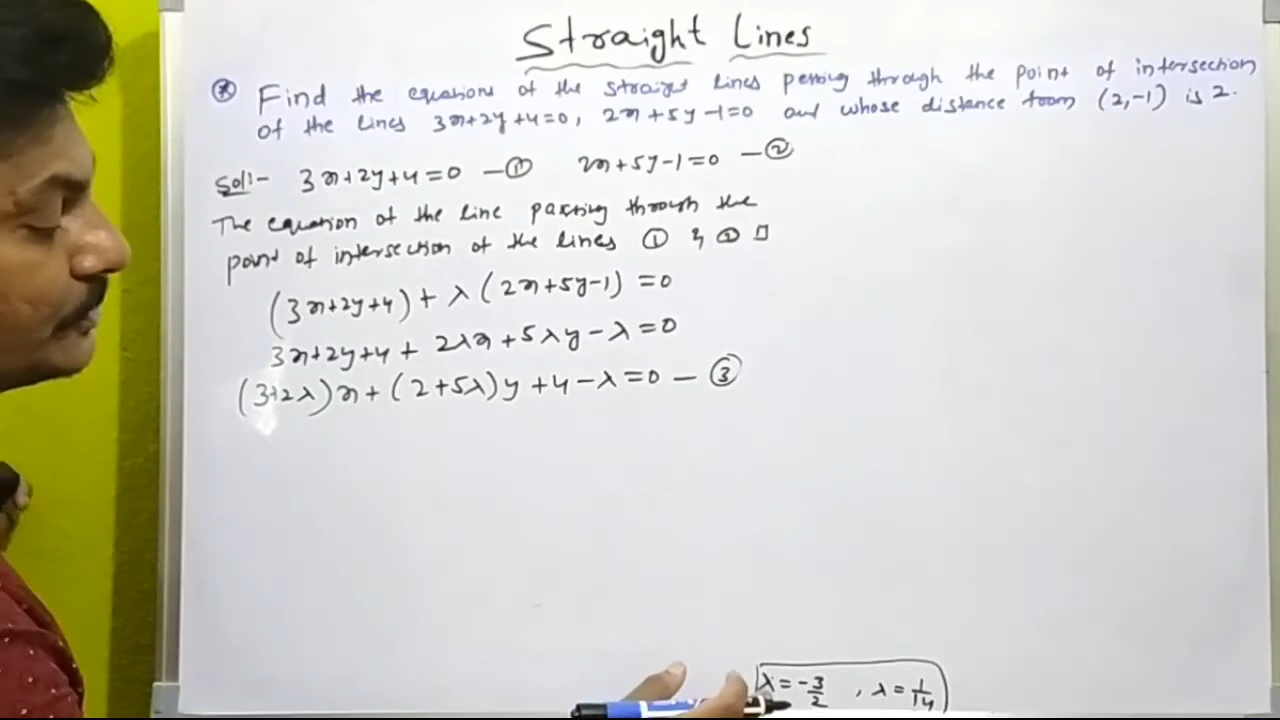 Straight Lines
Find the equations of the straight lines passing through the point of intersection
of the lines 3x+2y+4=0, 2x+5y-1=0 and whose distance from (2,-1) is 2.
Sol:- 3x+2y+4=0 —① 2x+5y-1=0 —②
The equation of the line passing through the
point of intersection of the lines ① & ② is
(3x+2y+4)+λ(2x+5y-1)=0
3x+2y+4+2λx+5λy-λ=0
(3+2λ)x+(2+5λ)y+4-λ=0 —③
λ=-3/2, λ=1/14